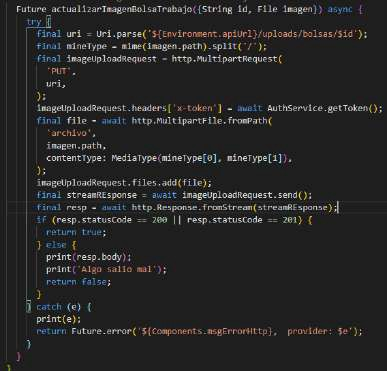 Future actualizarImagenBolsaTrabajo({String id, File imagen}) async {
try {
final uri = Uri.parse('${Environment.apiUrl}/uploads/bolsas/$id');
final mineType = mime(imagen.path).split('/');
final imageUploadRequest = http.MultipartRequest(
'PUT',
uri,
);
imageUploadRequest.headers['x-token'] = await AuthService.getToken();
final file = await http.MultipartFile.fromPath(
'archivo',
imagen.path,
contentType: MediaType(mineType[0], mineType[1]),
);
imageUploadRequest.files.add(file);
final streamREsponse = await imageUploadRequest.send();
final resp = await http.Response.fromStream(streamREsponse);
if (resp.statusCode == 200 || resp.statusCode == 201) {
return true;
} else {
print(resp.body);
print('Algo salio mal');
return false;
}
} catch (e) {
print(e);
return Future.error('${Components.msgErrorHttp}, provider: $e');
}
}
}